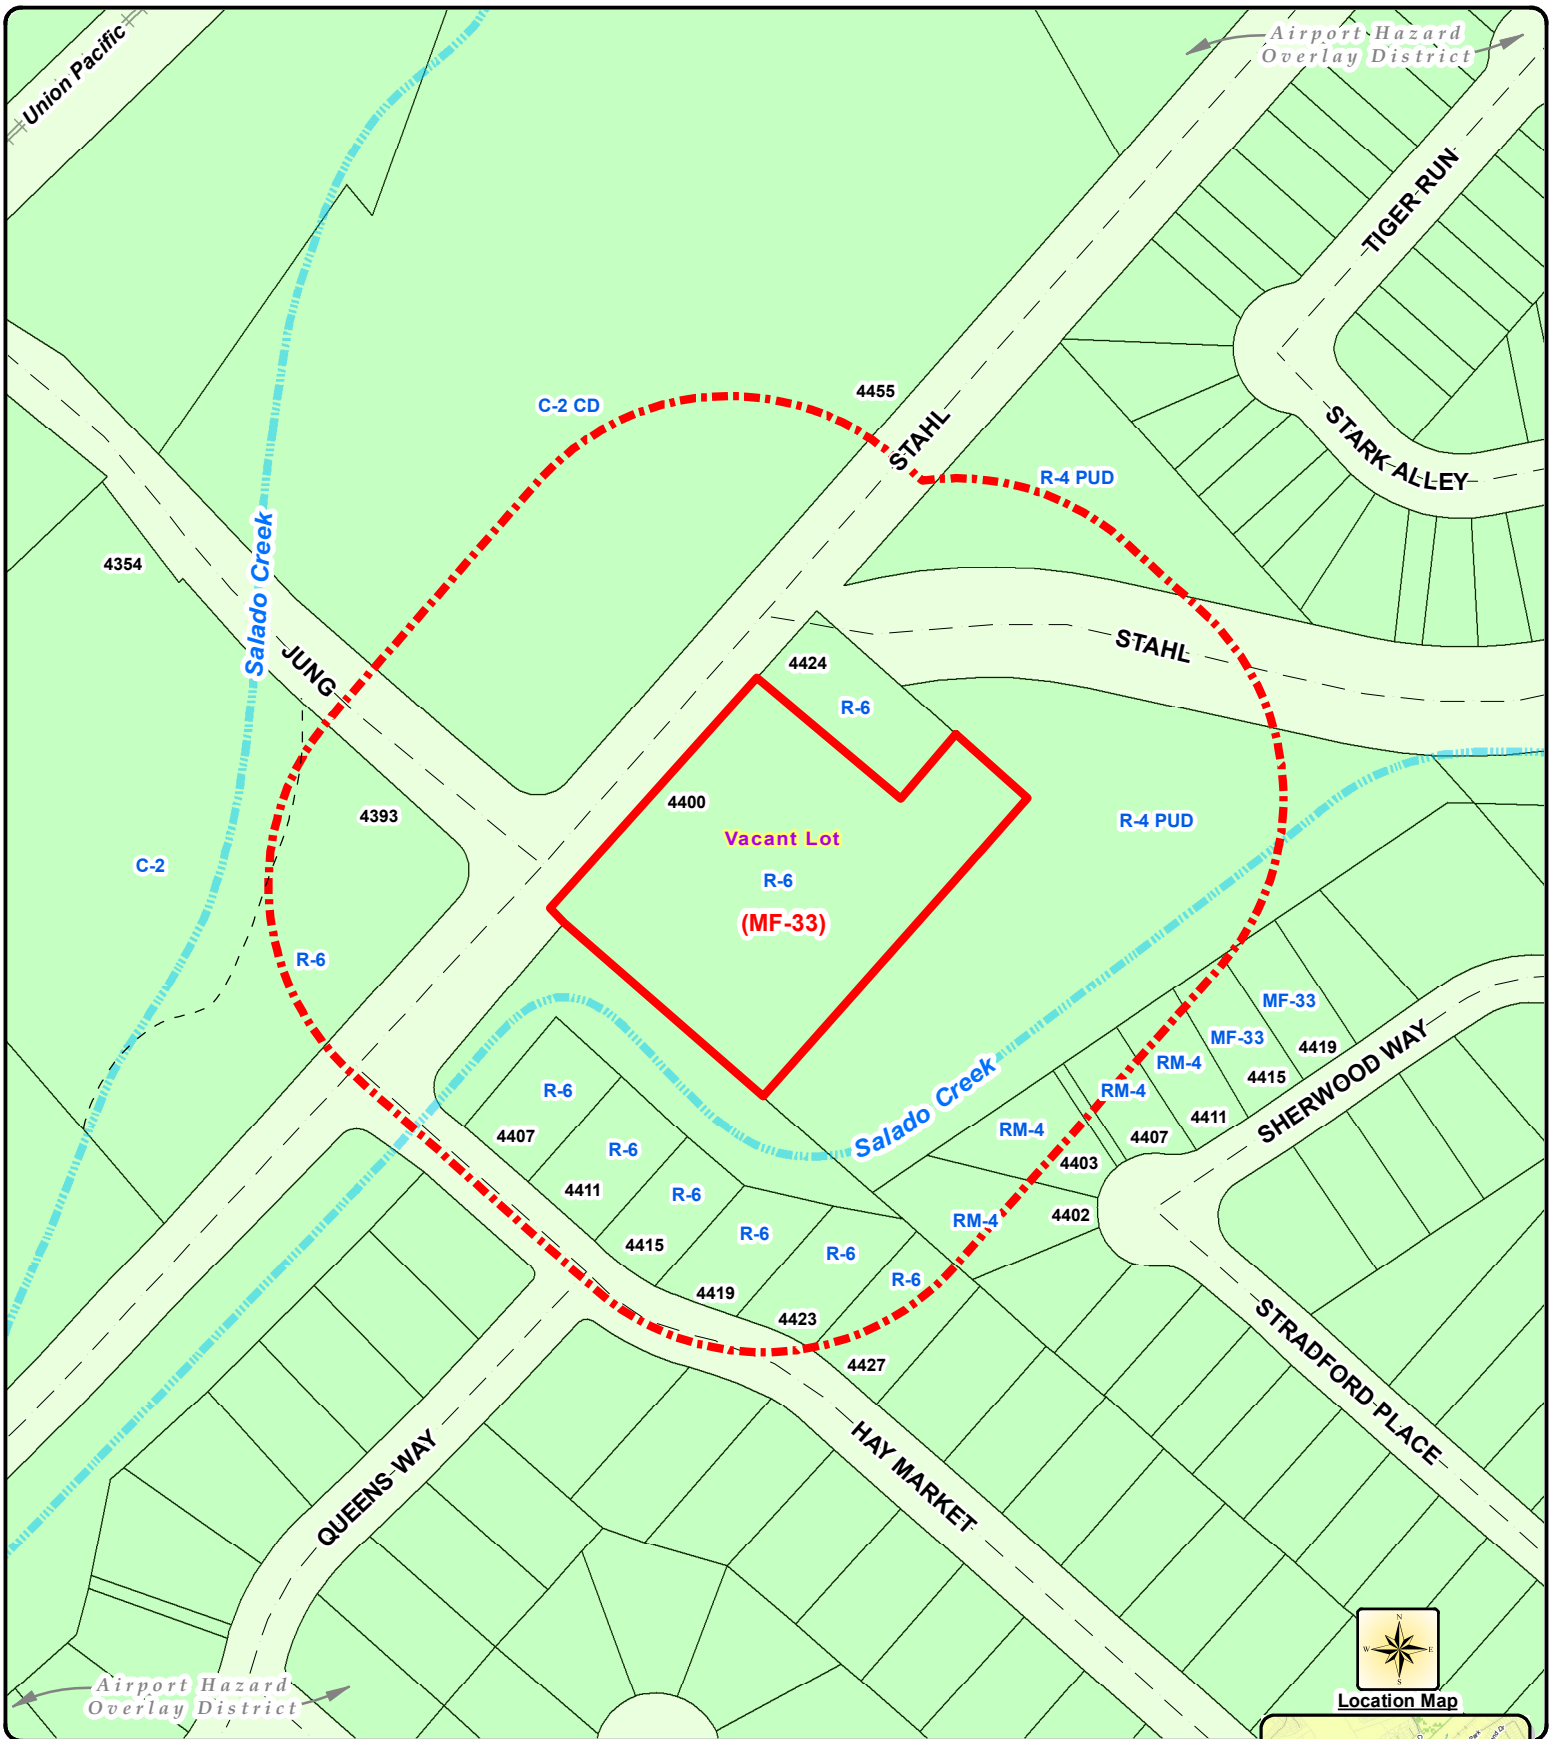 Union Pacific
Airport Hazard
Overlay District
TIGER RUN
4455
C-2 CD
STAHL
STARK ALLEY
R-4 PUD
Salado Creek
4354
JUNG
STAHL
4424
R-6
4400
4393
Vacant Lot
R-4 PUD
C-2
R-6
(MF-33)
R-6
MF-33
MF-33
4419
SHERWOOD WAY
RM-4
4415
R-6
RM-4
4411
Salado Creek
RM-4
4407
4407
R-6
4403
4411
R-6
RM-4
4402
4415
R-6
R-6
R-6
4419
4423
4427
STRADFORD PLACE
HAY MARKET
QUEENS WAY
N
W
E
S
Airport Hazard
Overlay District
Location Map